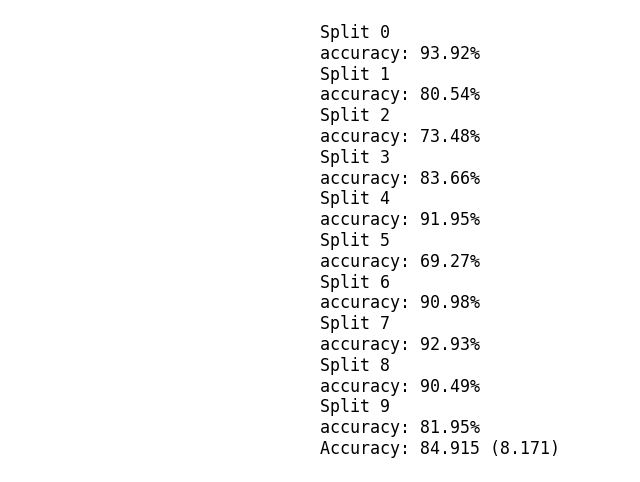 Split 0
accuracy: 93.92%
Split 1
accuracy: 80.54%
Split 2
accuracy: 73.48%
Split 3
accuracy: 83.66%
Split 4
accuracy: 91.95%
Split 5
accuracy: 69.27%
Split 6
accuracy: 90.98%
Split 7
accuracy: 92.93%
Split 8
accuracy: 90.49%
Split 9
accuracy: 81.95%
Accuracy: 84.915 (8.171)